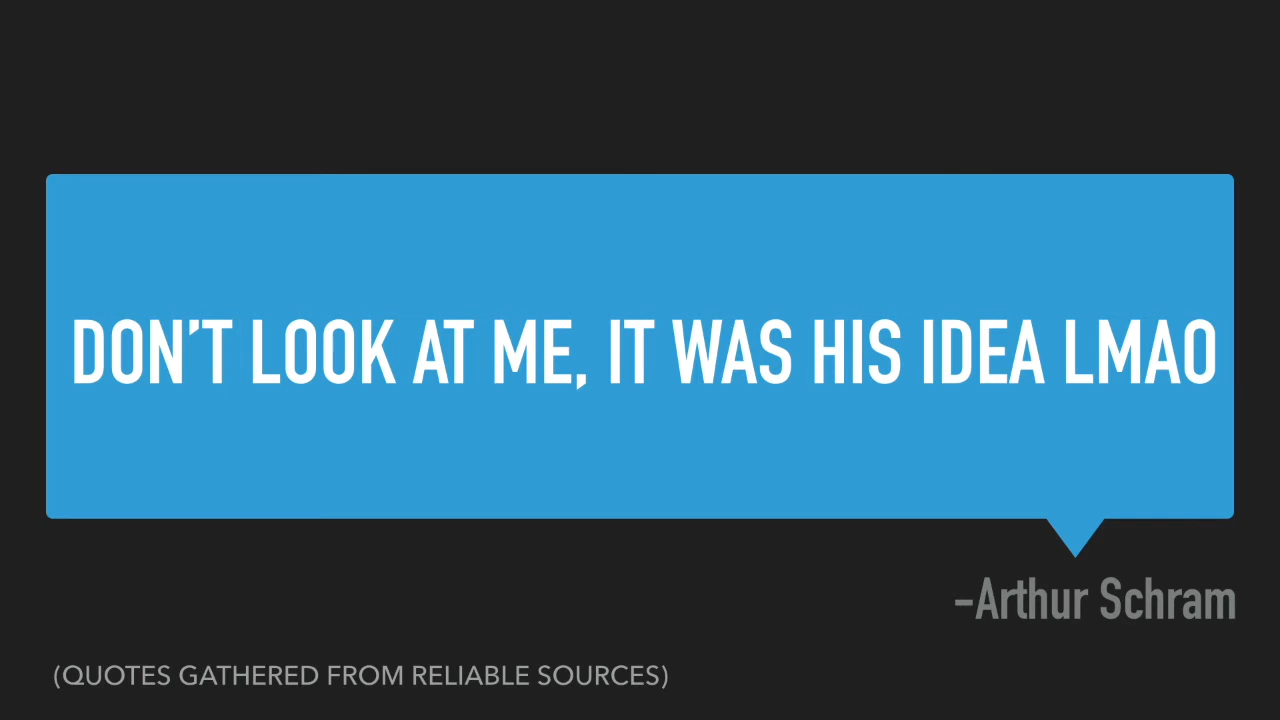 DON’T LOOK AT ME, IT WAS HIS IDEA LMAO
–Arthur Schram
(QUOTES GATHERED FROM RELIABLE SOURCES)